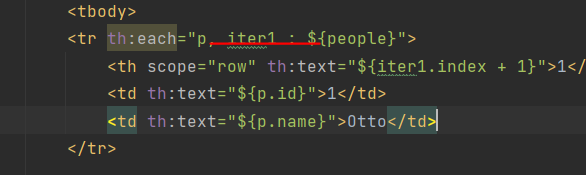 <tbody>
<tr th:each="p, iter1 : ${people}">
<th scope="row" th:text="${iter1.index + 1}">1</
<td th:text="${p.id}">1</td>
<td th:text="${p.name}">Otto</td>
</tr>